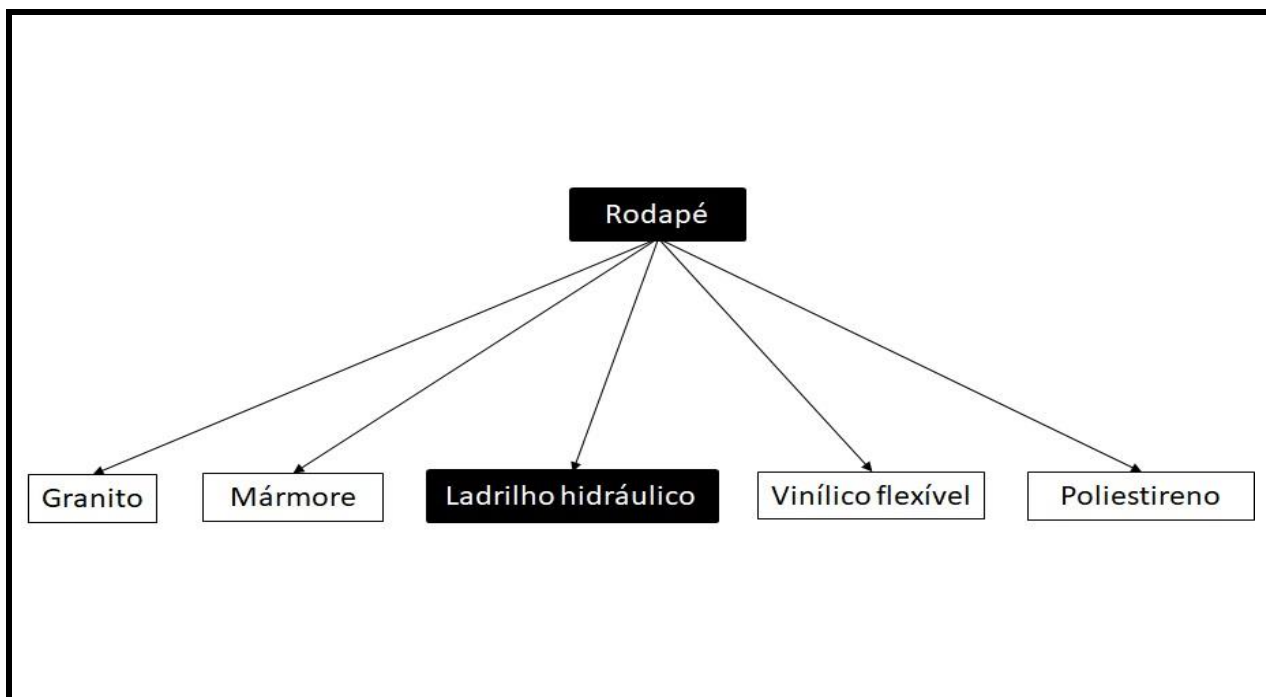 Rodapé
Granito
Mármore
Ladrilho hidráulico
Vinílico flexível
Poliestireno